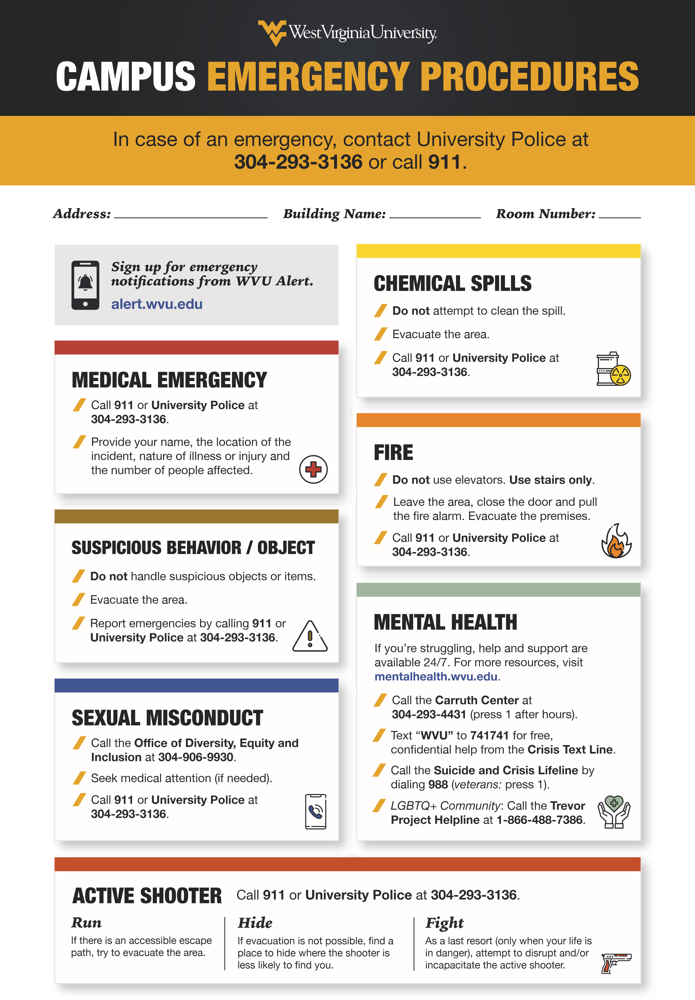 WestVirginiaUniversity®
CAMPUS EMERGENCY PROCEDURES
In case of an emergency, contact University Police at
304-293-3136 or call 911.
Address: Building Name: Room Number:
Sign up for emergency
notifications from WVU Alert.
alert.wvu.edu
MEDICAL EMERGENCY
Call 911 or University Police at
304-293-3136.
Provide your name, the location of the
incident, nature of illness or injury and
the number of people affected.
SUSPICIOUS BEHAVIOR / OBJECT
Do not handle suspicious objects or items.
Evacuate the area.
Report emergencies by calling 911 or
University Police at 304-293-3136.
SEXUAL MISCONDUCT
Call the Office of Diversity, Equity and
Inclusion at 304-906-9930.
Seek medical attention (if needed).
Call 911 or University Police at
304-293-3136.
CHEMICAL SPILLS
Do not attempt to clean the spill.
Evacuate the area.
Call 911 or University Police at
304-293-3136.
FIRE
Do not use elevators. Use stairs only.
Leave the area, close the door and pull
the fire alarm. Evacuate the premises.
Call 911 or University Police at
304-293-3136.
MENTAL HEALTH
If you’re struggling, help and support are
available 24/7. For more resources, visit
mentalhealth.wvu.edu.
Call the Carruth Center at
304-293-4431 (press 1 after hours).
Text “WVU” to 741741 for free,
confidential help from the Crisis Text Line.
Call the Suicide and Crisis Lifeline by
dialing 988 (veterans: press 1).
LGBTQ+ Community: Call the Trevor
Project Helpline at 1-866-488-7386.
ACTIVE SHOOTER Call 911 or University Police at 304-293-3136.
Run
If there is an accessible escape
path, try to evacuate the area.
Hide
If evacuation is not possible, find a
place to hide where the shooter is
less likely to find you.
Fight
As a last resort (only when your life is
in danger), attempt to disrupt and/or
incapacitate the active shooter.